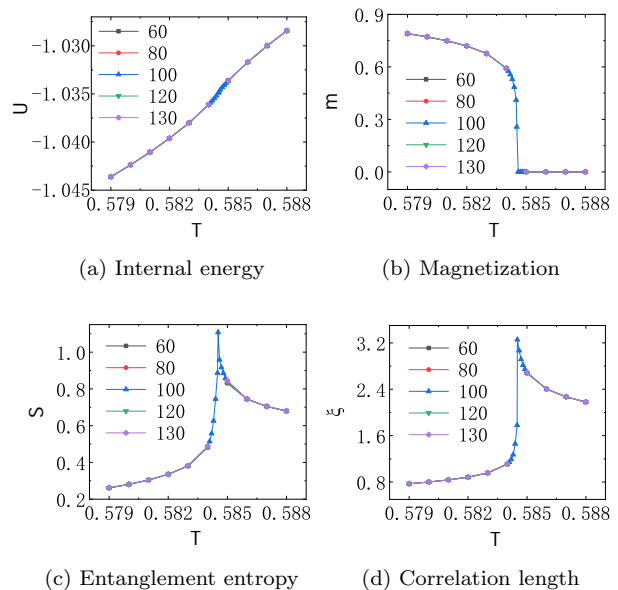 -1.030
-1.035
-1.040
-1.045
U
60
80
100
120
130
0.579 0.582 0.585 0.588
T
(a) Internal energy
0.9
0.6
0.3
0.0
m
60
80
100
120
130
0.579 0.582 0.585 0.588
T
(b) Magnetization
1.0
0.8
0.6
0.4
0.2
S
60
80
100
120
130
0.579 0.582 0.585 0.588
T
(c) Entanglement entropy
3.2
2.4
1.6
0.8
ξ
60
80
100
120
130
0.579 0.582 0.585 0.588
T
(d) Correlation length